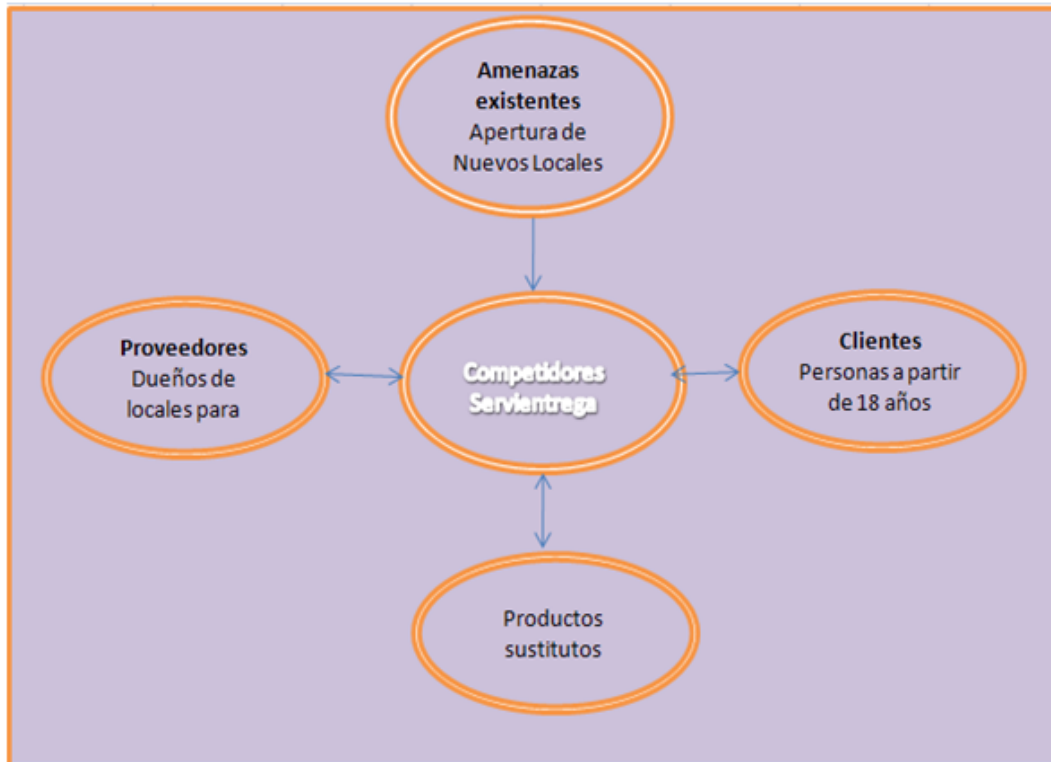 Amenazas
existentes
Apertura de
Nuevos Locales
Proveedores
Dueños de
locales para
Competidores
Servientrega
Clientes
Personas a partir
de 18 años
Productos
sustitutos